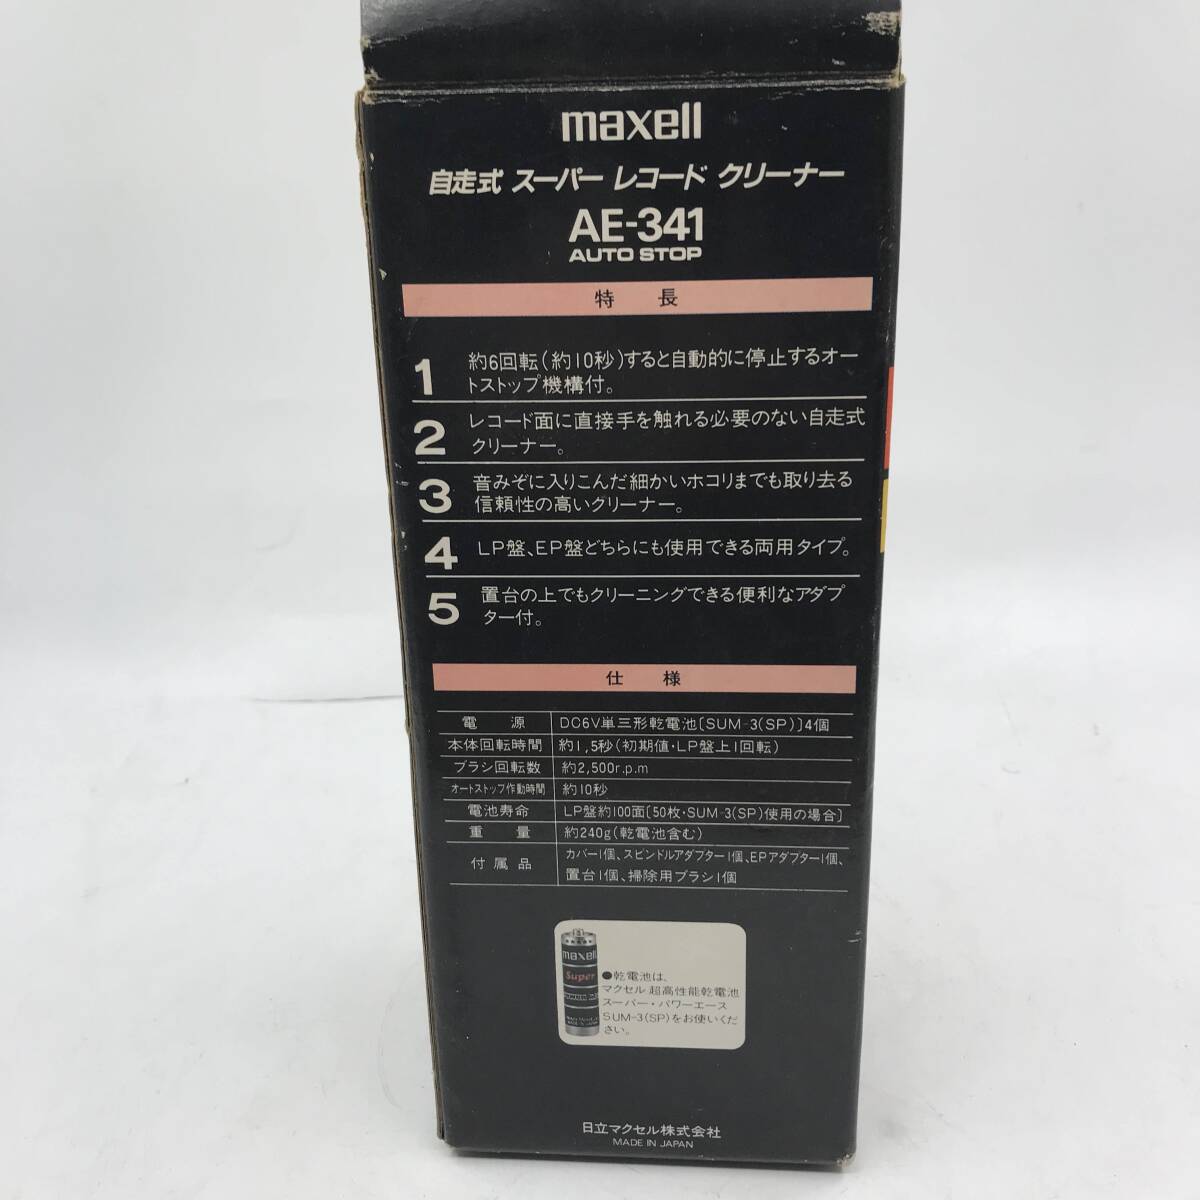 maxell
自走式 スーパー レコード クリーナー
AE-341
AUTO STOP
特 長
1 約6回転(約10秒)すると自動的に停止するオー
トストップ機構付。
2 レコード面に直接手を触れる必要のない自走式
クリーナー。
3 音みぞに入りこんだ細かいホコリまでも取り去る
信頼性の高いクリーナー。
4 LP盤、EP盤どちらにも使用できる両用タイプ。
5 置台の上でもクリーニングできる便利なアダプ
ター付。
仕 様
電 源 DC6V単三形乾電池[SUM-3(SP)]4個
本体回転時間 約1,5秒(初期値・LP盤上1回転)
ブラシ回転数 約2,500r.p.m
オートストップ作動時間 約10秒
電池寿命 LP盤約100面[50枚・SUM-3(SP)使用の場合]
重 量 約240g(乾電池含む)
付属品 カバー1個、スピンドルアダプター1個、EPアダプター1個、
置台1個、掃除用ブラシ1個
maxell
Super
●乾電池は、
マクセル超高性能乾電池
スーパー・パワーエース
SUM-3(SP)をお使いくだ
さい。
日立マクセル株式会社
MADE IN JAPAN